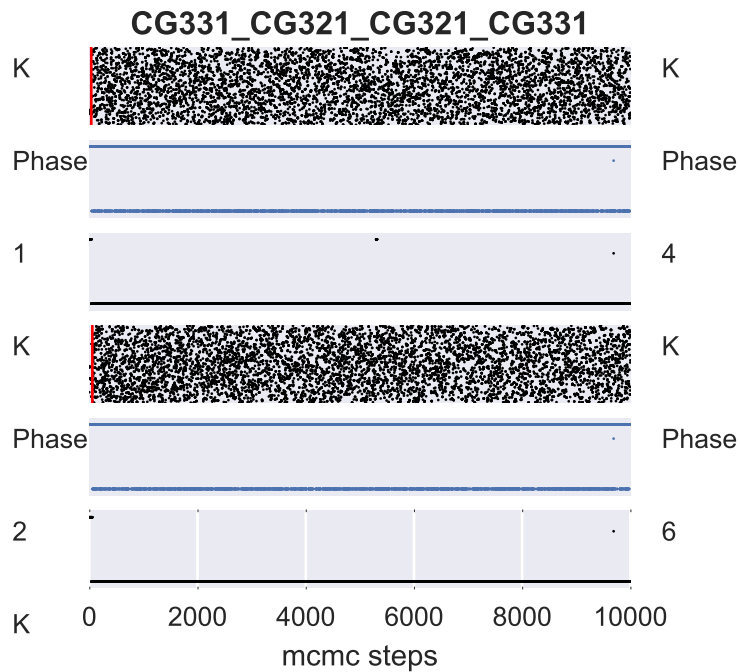 CG331_CG321_CG321_CG331
K K
Phase Phase
1 4
K K
Phase Phase
2 6
K 0 2000 4000 6000 8000 10000
mcmc steps